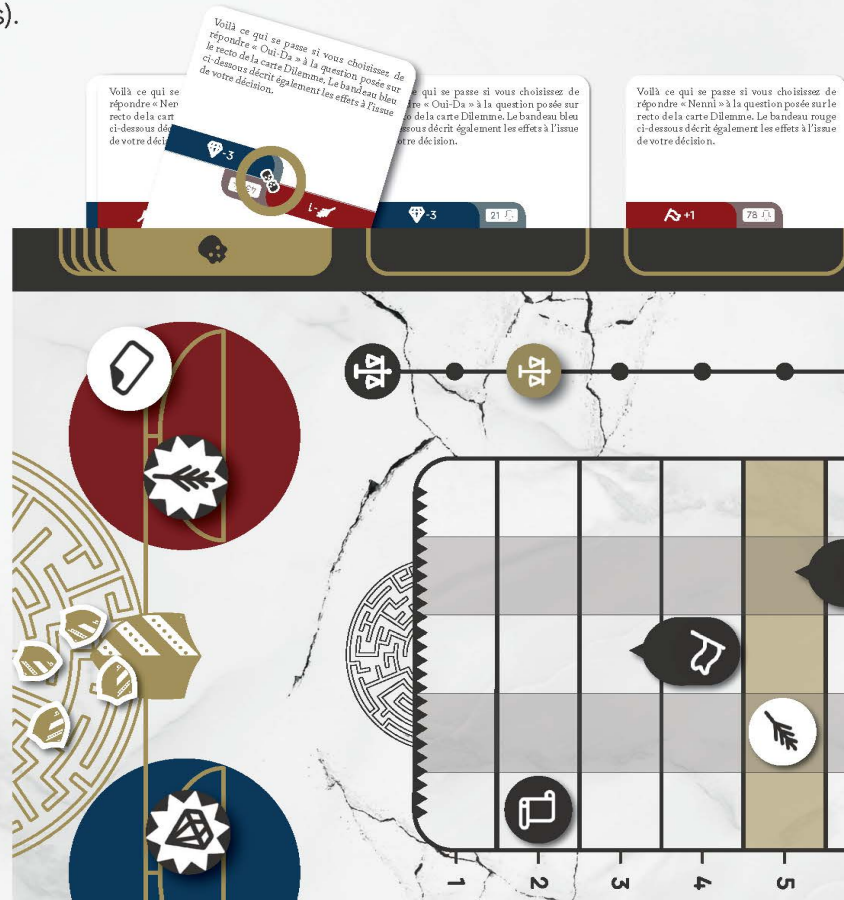 s).
Voilà ce qui se passe si vous choisissez de
répondre « Oui-Da » à la question posée sur
le recto de la carte Dilemme. Le bandeau bleu
ci-dessous décrit également les effets à l'issue
de votre décision.
-3
-1
Voilà ce qui se
répondre « Nen
recto de la cart
ci-dessous déc
de votre décis
qui se passe si vous choisissez de
re « Oui-Da » à la question posée sur
o de la carte Dilemme. Le bandeau bleu
essous décrit également les effets à l'issue
otre décision.
-3
21
Voilà ce qui se passe si vous choisissez de
répondre « Nenni » à la question posée sur le
recto de la carte Dilemme. Le bandeau rouge
ci-dessous décrit également les effets à l'issue
de votre décision.
+1
78
1
2
3
4
5